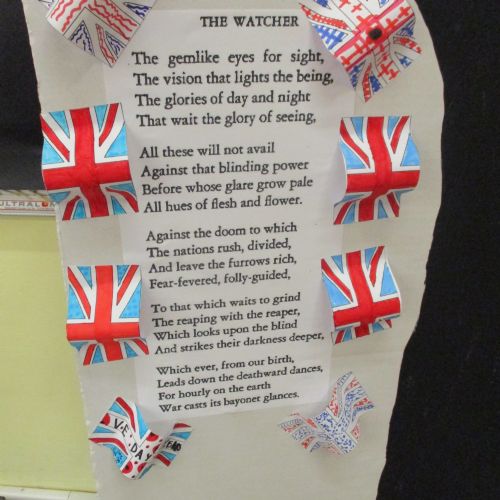 THE WATCHER
The gemlike eyes for sight,
The vision that lights the being,
The glories of day and night
That wait the glory of seeing,
All these will not avail
Against that blinding power
Before whose glare grow pale
All hues of flesh and flower.
Against the doom to which
The nations rush, divided,
And leave the furrows rich,
Fear-fevered, folly-guided,
To that which waits to grind
The reaping with the reaper,
Which looks upon the blind
And strikes their darkness deeper,
Which ever, from our birth,
Leads down the deathward dances,
For hourly on the earth
War casts its bayonet glances.
ULTRALO
V.E. DAY